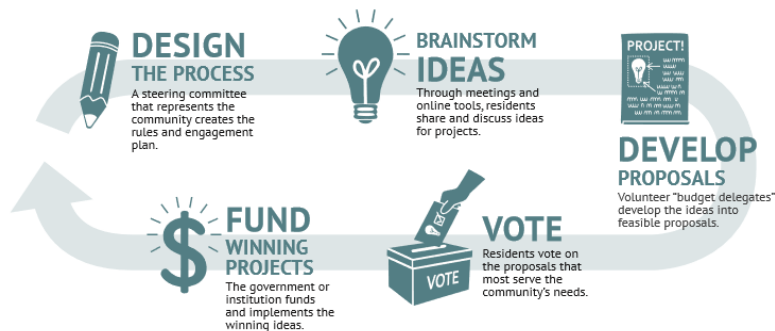 DESIGN
THE PROCESS
A steering committee
that represents the
community creates the
rules and engagement
plan.
BRAINSTORM
IDEAS
Through meetings and
online tools, residents
share and discuss ideas
for projects.
PROJECT!
DEVELOP
PROPOSALS
Volunteer “budget delegates”
develop the ideas into
feasible proposals.
VOTE
Residents vote on
the proposals that
most serve the
community’s needs.
VOTE
FUND
WINNING
PROJECTS
The government or
institution funds
and implements the
winning ideas.